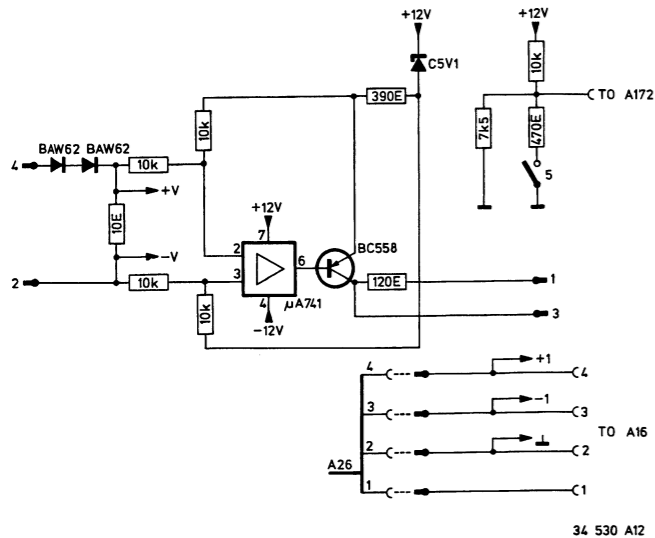 +12V
+12V
C5V1
10k
390E
TO A172
10k
7k5
470E
BAW62 BAW62
4
10k
5
+V
10E
+12V
7
-V
2
6
BC558
3
2
10k
120E
1
4
µA741
10k
-12V
3
4
+1
4
3
-1
3
TO A16
2
2
A26
1
1
34 530 A12